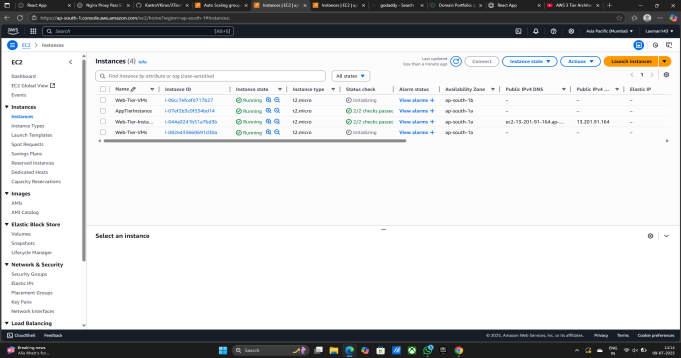 React App
Nginx Proxy Pass S
KastroVKiran/3Tier-
Auto Scaling group
Instances | EC2 | ap
Instances | EC2 | ap
godaddy - Search
Domain Portfolio
React App
AWS 3 Tier Archite
https://ap-south-1.console.aws.amazon.com/ec2/home?region=ap-south-1#Instances:
aws
Search
[Alt+S]
Asia Pacific (Mumbai)
EC2 > Instances
EC2
Dashboard
EC2 Global View
Events
Instances
Instances
Instance Types
Launch Templates
Spot Requests
Savings Plans
Reserved Instances
Dedicated Hosts
Capacity Reservations
Images
AMIs
AMI Catalog
Elastic Block Store
Volumes
Snapshots
Lifecycle Manager
Network & Security
Security Groups
Elastic IPs
Placement Groups
Key Pairs
Network Interfaces
Load Balancing
Instances (4) Info
Last updated
less than a minute ago
Connect
Instance state
Actions
Launch instances
Find Instance by attribute or tag (case-sensitive)
All states
1
Name Instance ID Instance state Instance type Status check Alarm status Availability Zone Public IPv4 DNS Public IPv4 ... Elastic IP
Web-Tier-VMs Running t2.micro Initializing View alarms + ap-south-1b – – –
AppTierInstance Running t2.micro 2/2 checks passed View alarms + ap-south-1a – – –
Web-Tier-Insta... Running t2.micro 2/2 checks passed View alarms + ap-south-1a ec2-13-201-91-164.ap-... 13.201.91.164 –
Web-Tier-VMs Running t2.micro Initializing View alarms + ap-south-1a – – –
Select an instance
CloudShell Feedback
© 2025, Amazon Web Services, Inc. or its affiliates. Privacy Terms Cookie preferences
Breaking news
Alia Bhatt's for...
Search
ENG
IN
14:14
09-07-2025